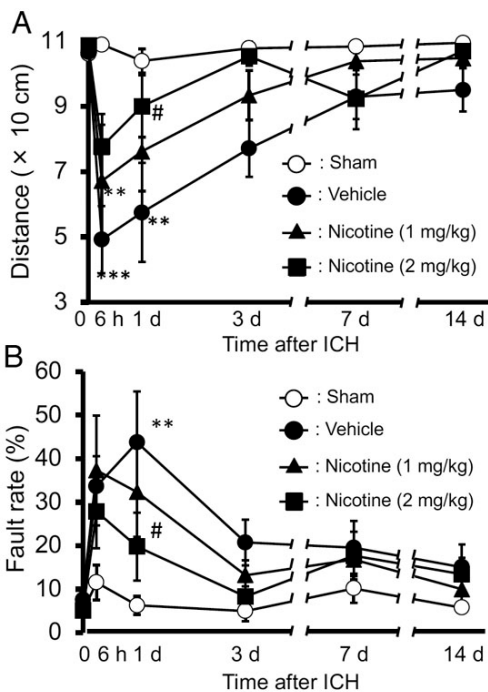 A
Distance (× 10 cm)
11
9
7
5
3
**
***
**
#
: Sham
: Vehicle
: Nicotine (1 mg/kg)
: Nicotine (2 mg/kg)
0 6 h 1 d 3 d 7 d 14 d
Time after ICH
B
Fault rate (%)
60
50
40
30
20
10
0
**
#
: Sham
: Vehicle
: Nicotine (1 mg/kg)
: Nicotine (2 mg/kg)
0 6 h 1 d 3 d 7 d 14 d
Time after ICH